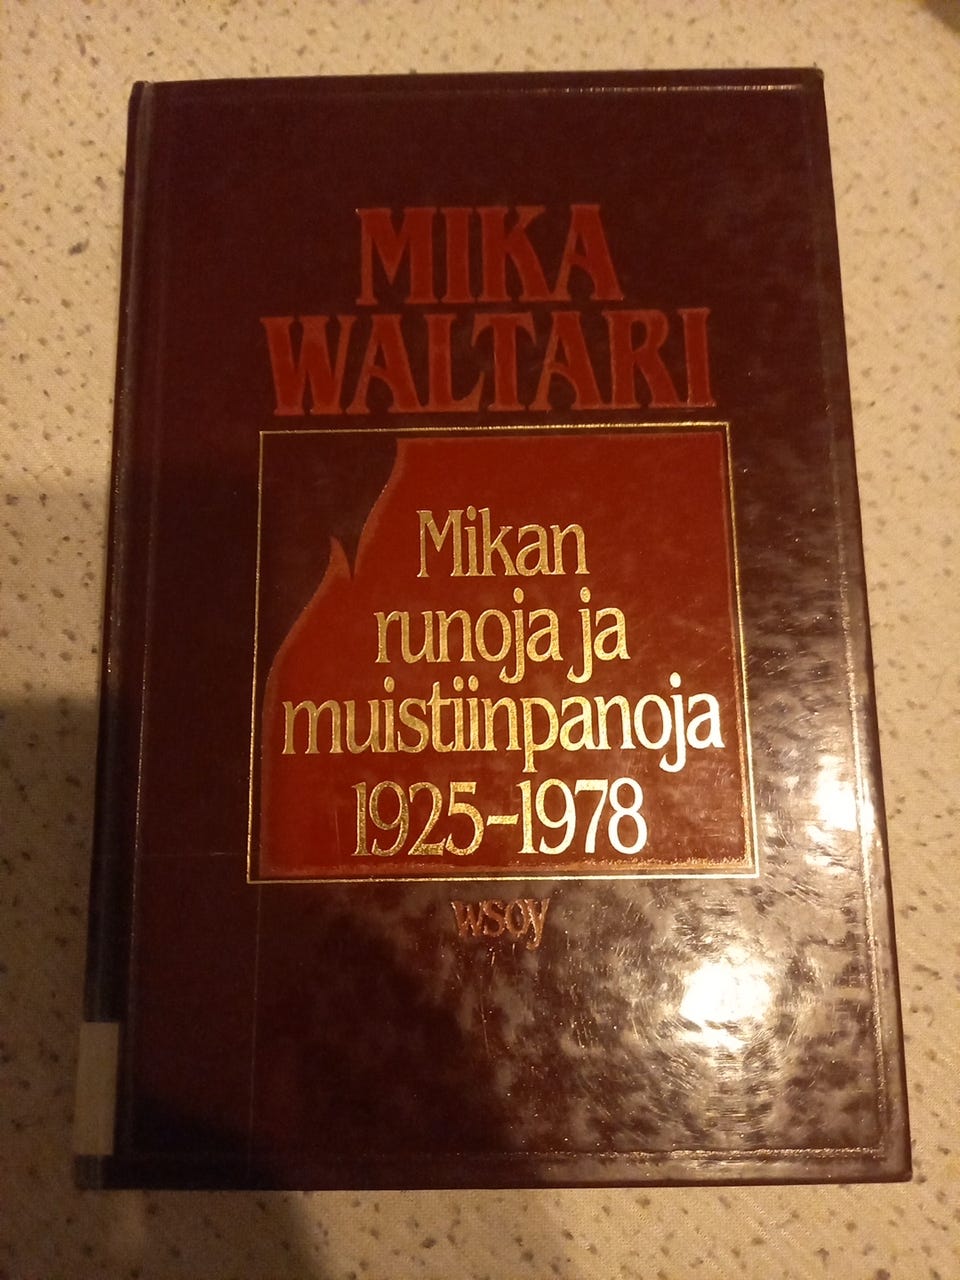 MIKA
WALTARI
Mikan
runoja ja
muistiinpanoja
1925–1978
wsoy